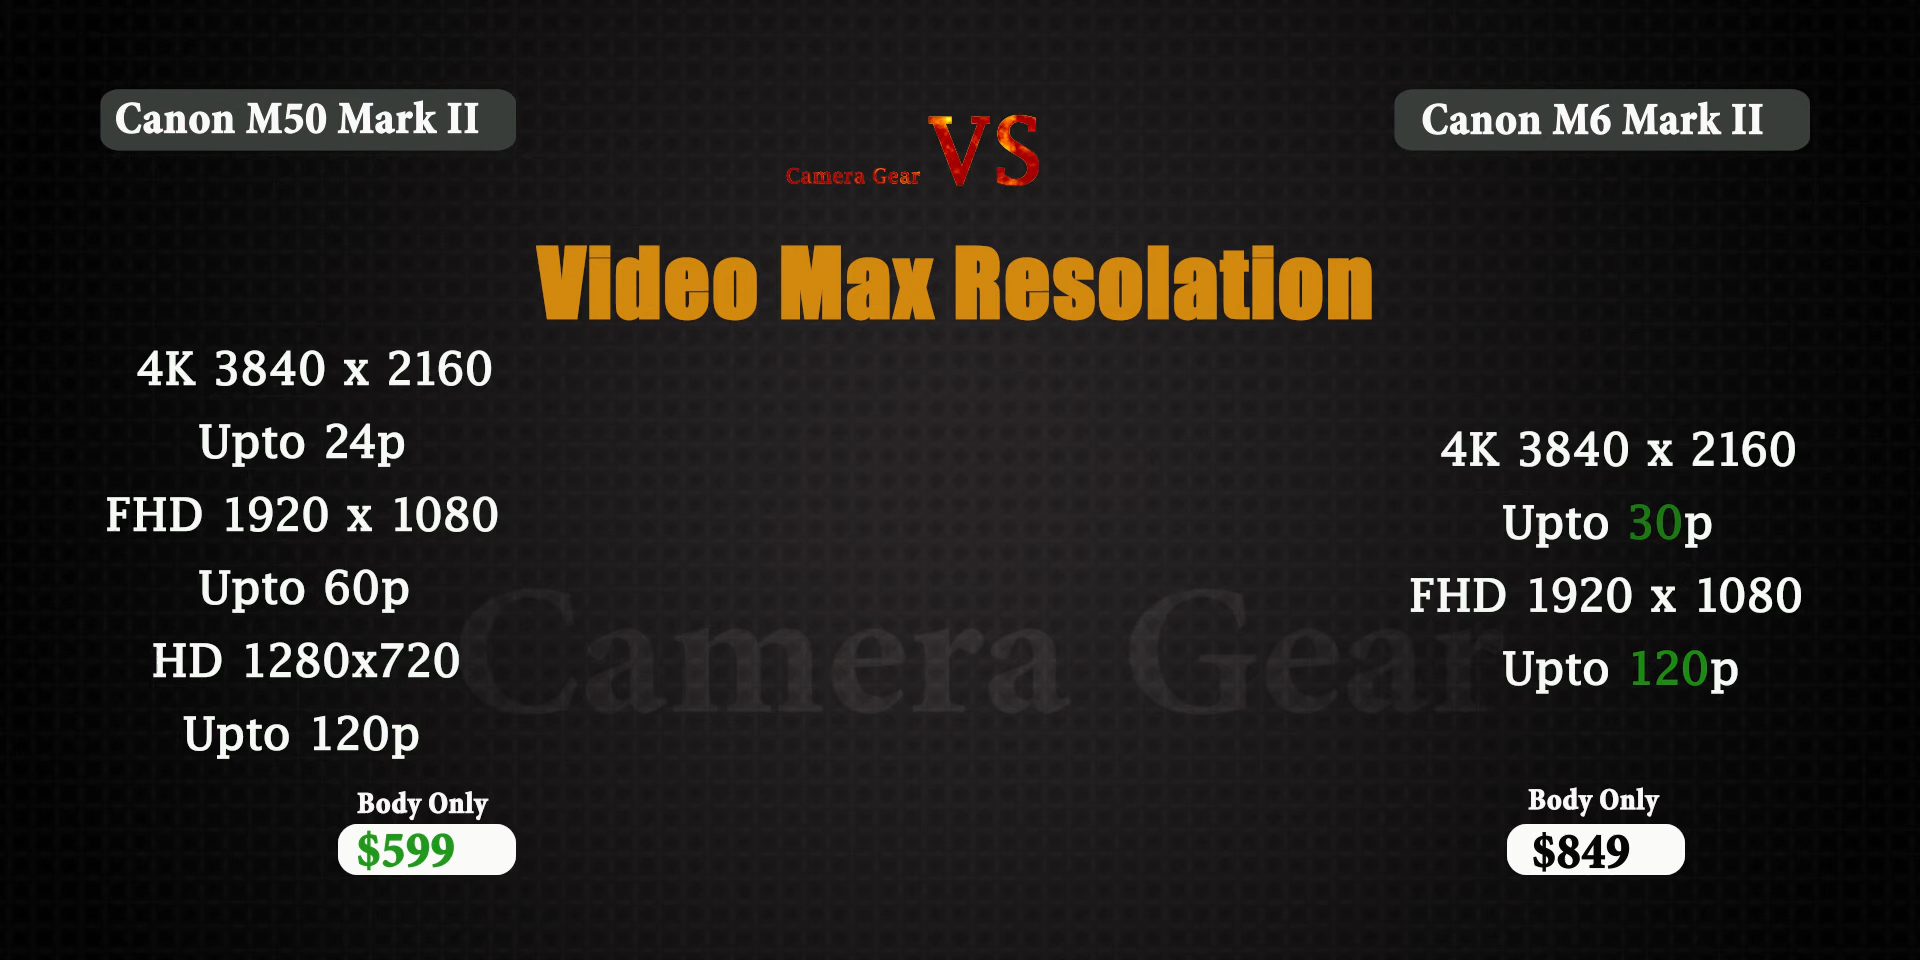 Canon M50 Mark II
Camera Gear VS
Canon M6 Mark II
Video Max Resolation
4K 3840 x 2160
Upto 24p
FHD 1920 x 1080
Upto 60p
HD 1280x720
Upto 120p
Body Only
$599
4K 3840 x 2160
Upto 30p
FHD 1920 x 1080
Upto 120p
Body Only
$849
Camera Gear